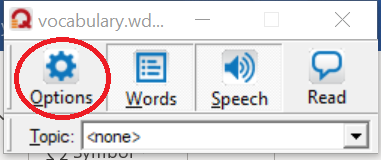 vocabulary.wd...
Options Words Speech Read
Topic: <none>